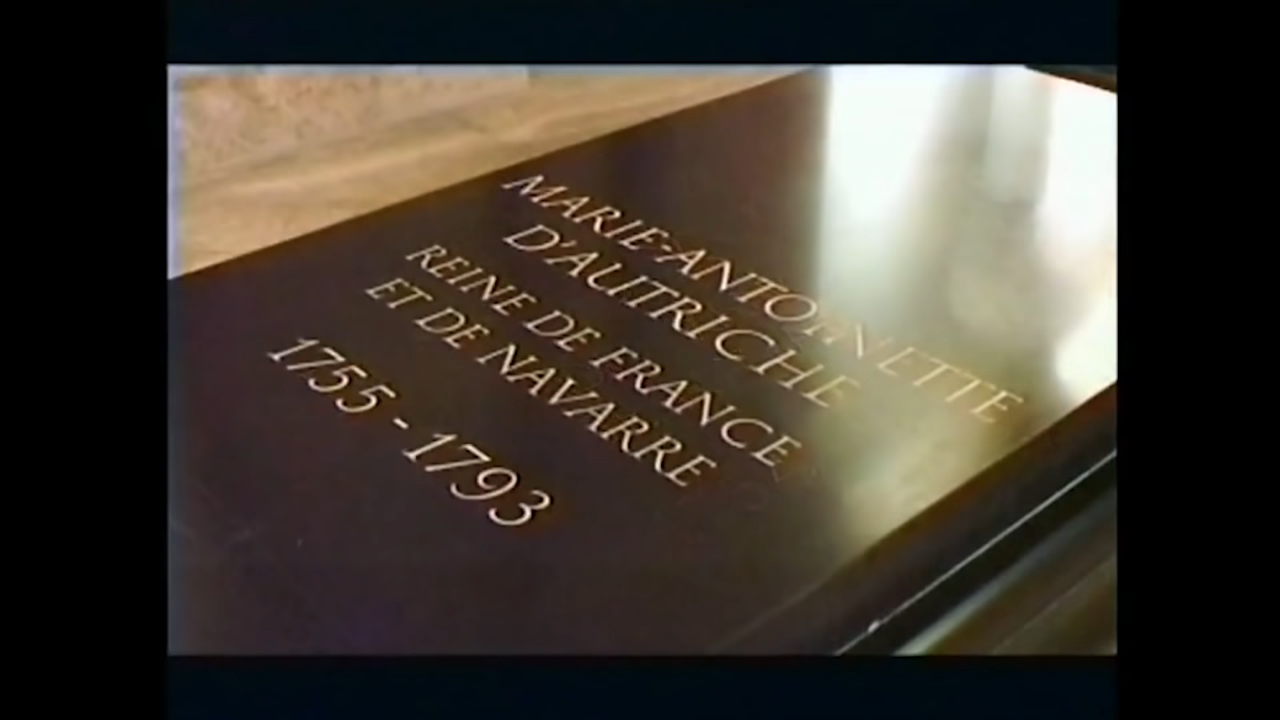 MARIE-ANTOINETTE
D'AUTRICHE
REINE DE FRANCE
ET DE NAVARRE
1755 - 1793